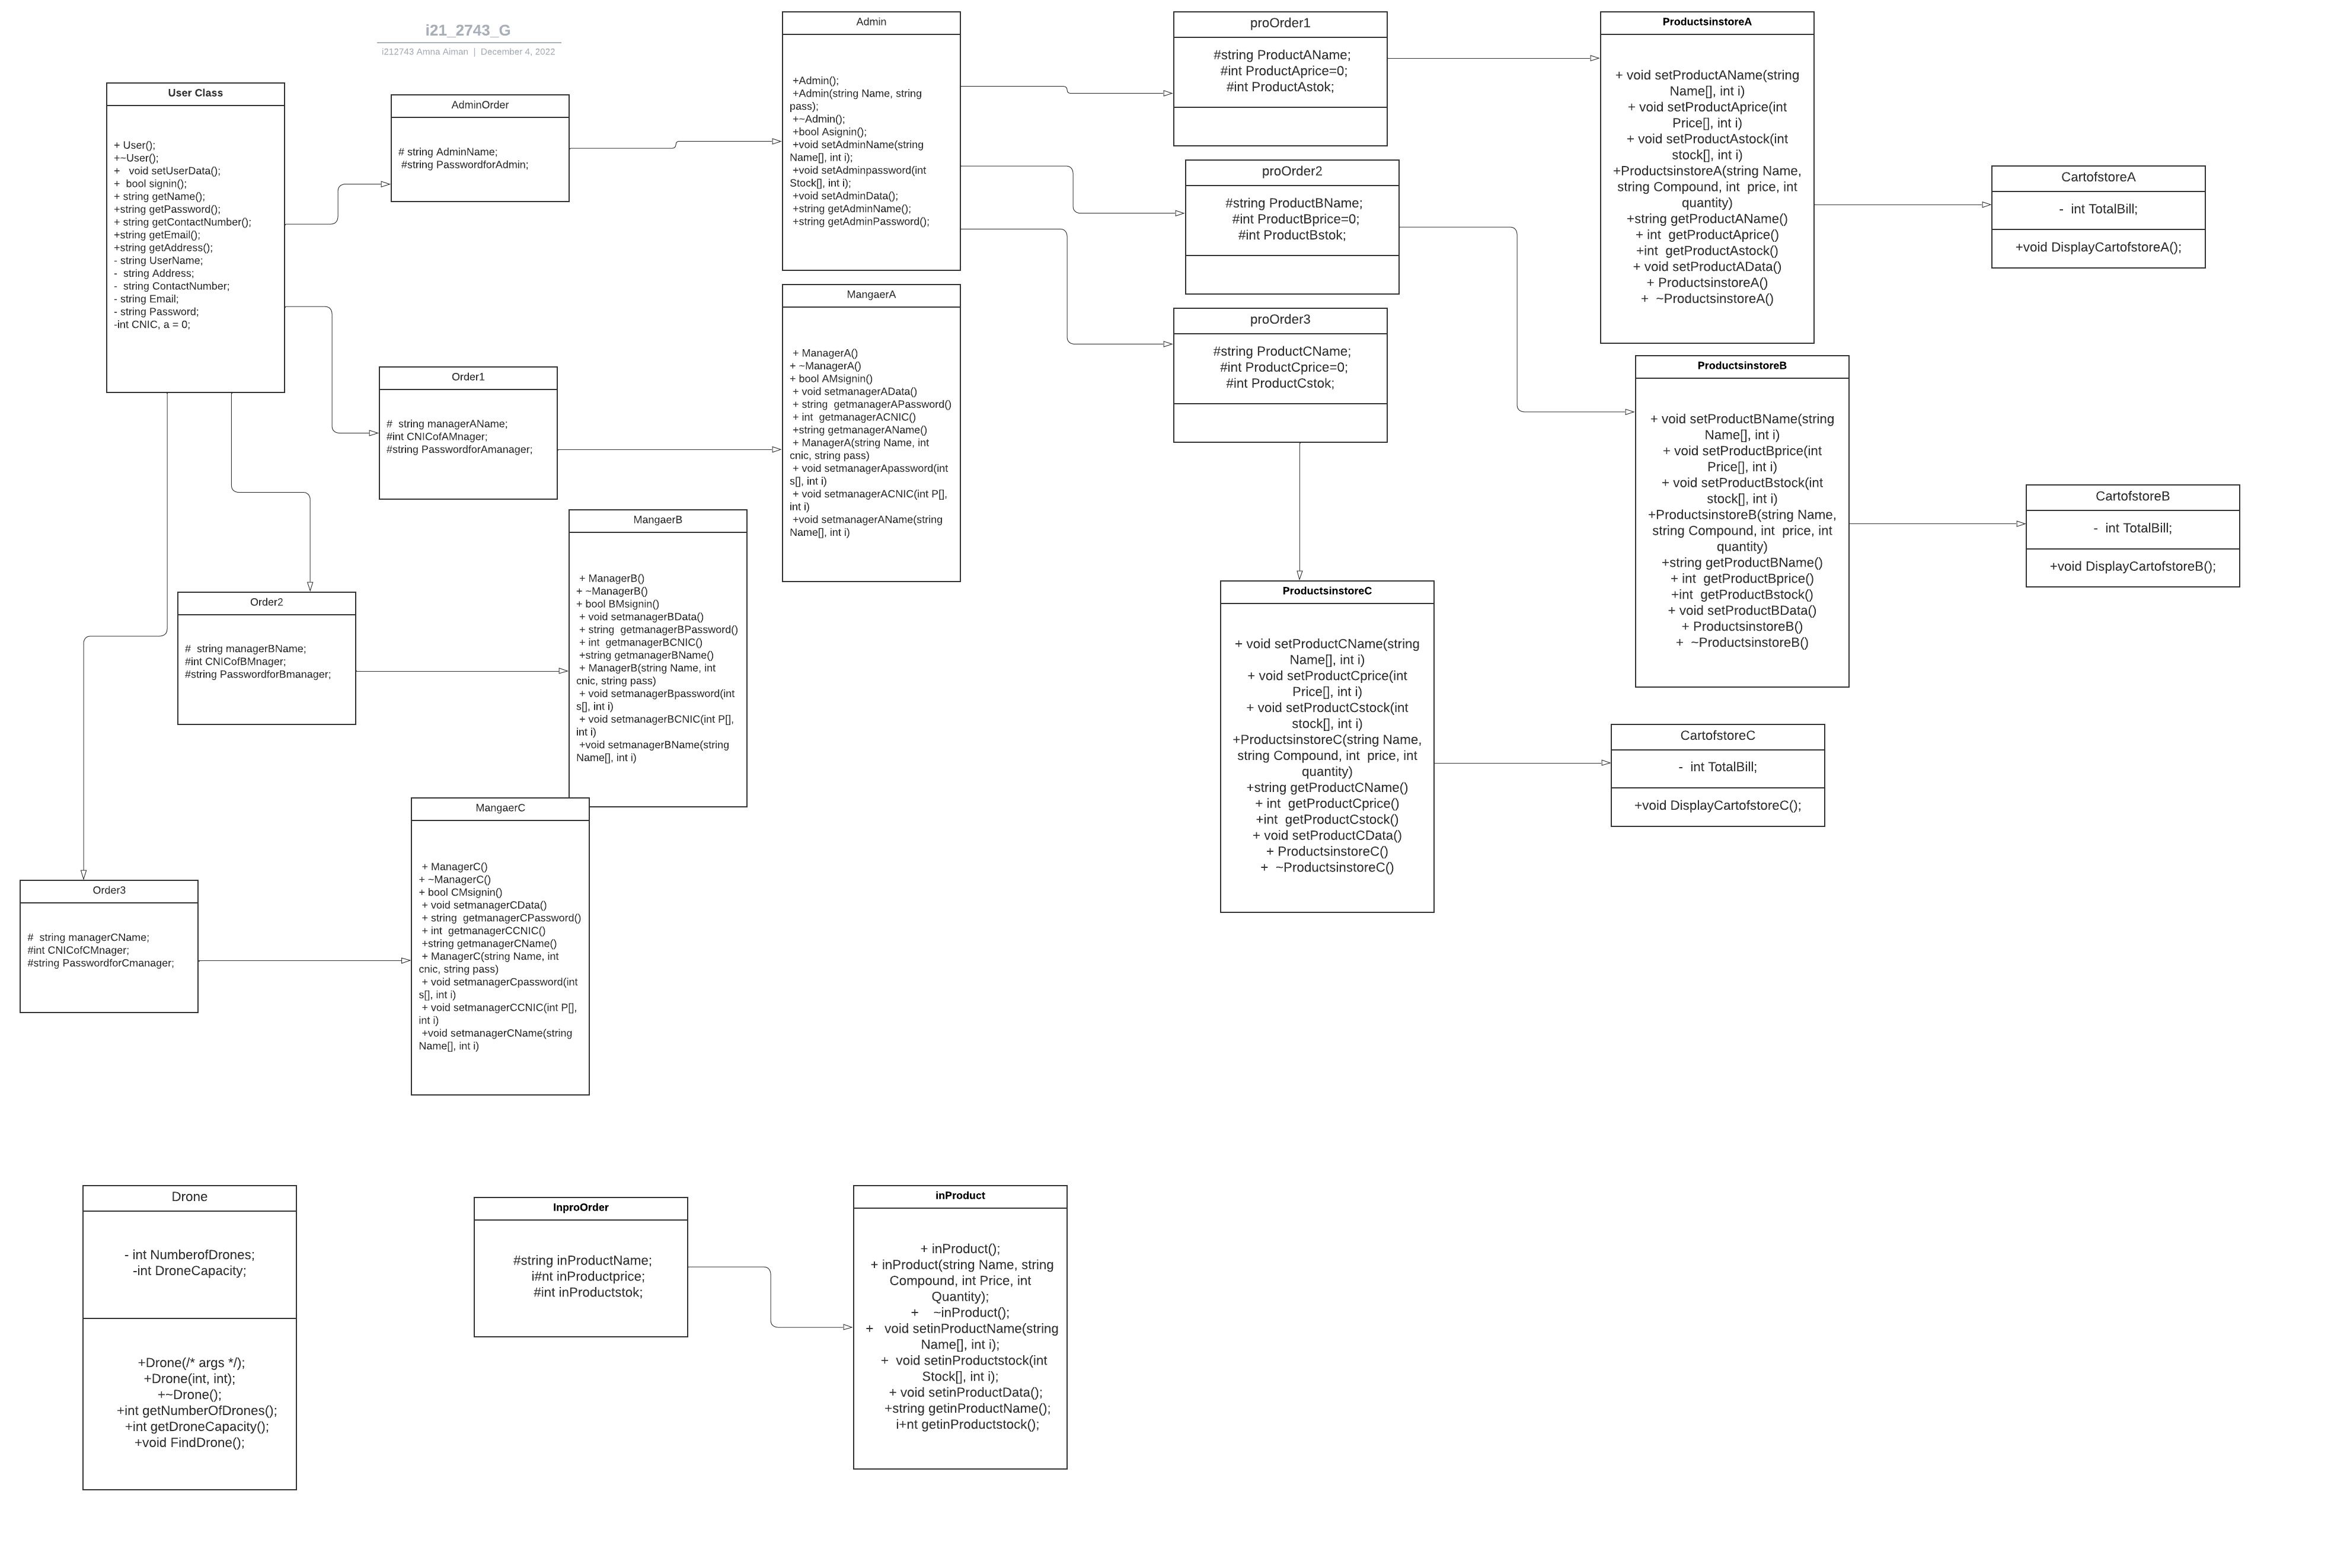 i21_2743_G
i212743 Amna Aiman | December 4, 2022
User Class
+ User();
+~User();
+ void setUserData();
+ bool signin();
+ string getName();
+string getPassword();
+ string getContactNumber();
+string getEmail();
+string getAddress();
- string UserName;
- string Address;
- string ContactNumber;
- string Email;
- string Password;
-int CNIC, a = 0;
AdminOrder
# string AdminName;
#string PasswordforAdmin;
Admin
+Admin();
+Admin(string Name, string
pass);
+~Admin();
+bool Asignin();
+void setAdminName(string
Name[], int i);
+void setAdminpassword(int
Stock[], int i);
+void setAdminData();
+string getAdminName();
+string getAdminPassword();
proOrder1
#string ProductAName;
#int ProductAprice=0;
#int ProductAstok;
proOrder2
#string ProductBName;
#int ProductBprice=0;
#int ProductBstok;
proOrder3
#string ProductCName;
#int ProductCprice=0;
#int ProductCstok;
ProductsinstoreA
+ void setProductAName(string
Name[], int i)
+ void setProductAprice(int
Price[], int i)
+ void setProductAstock(int
stock[], int i)
+ProductsinstoreA(string Name,
string Compound, int price, int
quantity)
+string getProductAName()
+ int getProductAprice()
+int getProductAstock()
+ void setProductAData()
+ ProductsinstoreA()
+ ~ProductsinstoreA()
CartofstoreA
- int TotalBill;
+void DisplayCartofstoreA();
Order1
# string managerAName;
#int CNICofAMnager;
#string PasswordforAmanager;
MangaerA
+ ManagerA()
+ ~ManagerA()
+ bool AMsignin()
+ void setmanagerAData()
+ string getmanagerAPassword()
+ int getmanagerACNIC()
+string getmanagerAName()
+ ManagerA(string Name, int
cnic, string pass)
+ void setmanagerApassword(int
s[], int i)
+ void setmanagerACNIC(int P[],
int i)
+void setmanagerAName(string
Name[], int i)
ProductsinstoreB
+ void setProductBName(string
Name[], int i)
+ void setProductBprice(int
Price[], int i)
+ void setProductBstock(int
stock[], int i)
+ProductsinstoreB(string Name,
string Compound, int price, int
quantity)
+string getProductBName()
+ int getProductBprice()
+int getProductBstock()
+ void setProductBData()
+ ProductsinstoreB()
+ ~ProductsinstoreB()
CartofstoreB
- int TotalBill;
+void DisplayCartofstoreB();
Order2
# string managerBName;
#int CNICofBMnager;
#string PasswordforBmanager;
MangaerB
+ ManagerB()
+ ~ManagerB()
+ bool BMsignin()
+ void setmanagerBData()
+ string getmanagerBPassword()
+ int getmanagerBCNIC()
+string getmanagerBName()
+ ManagerB(string Name, int
cnic, string pass)
+ void setmanagerBpassword(int
s[], int i)
+ void setmanagerBCNIC(int P[],
int i)
+void setmanagerBName(string
Name[], int i)
ProductsinstoreC
+ void setProductCName(string
Name[], int i)
+ void setProductCprice(int
Price[], int i)
+ void setProductCstock(int
stock[], int i)
+ProductsinstoreC(string Name,
string Compound, int price, int
quantity)
+string getProductCName()
+ int getProductCprice()
+int getProductCstock()
+ void setProductCData()
+ ProductsinstoreC()
+ ~ProductsinstoreC()
CartofstoreC
- int TotalBill;
+void DisplayCartofstoreC();
Order3
# string managerCName;
#int CNICofCMnager;
#string PasswordforCmanager;
MangaerC
+ ManagerC()
+ ~ManagerC()
+ bool CMsignin()
+ void setmanagerCData()
+ string getmanagerCPassword()
+ int getmanagerCCNIC()
+string getmanagerCName()
+ ManagerC(string Name, int
cnic, string pass)
+ void setmanagerCpassword(int
s[], int i)
+ void setmanagerCCNIC(int P[],
int i)
+void setmanagerCName(string
Name[], int i)
Drone
- int NumberofDrones;
-int DroneCapacity;
+Drone(/* args */);
+Drone(int, int);
+~Drone();
+int getNumberOfDrones();
+int getDroneCapacity();
+void FindDrone();
InproOrder
#string inProductName;
i#nt inProductprice;
#int inProductstok;
inProduct
+ inProduct();
+ inProduct(string Name, string
Compound, int Price, int
Quantity);
+ ~inProduct();
+ void setinProductName(string
Name[], int i);
+ void setinProductstock(int
Stock[], int i);
+ void setinProductData();
+string getinProductName();
i+nt getinProductstock();